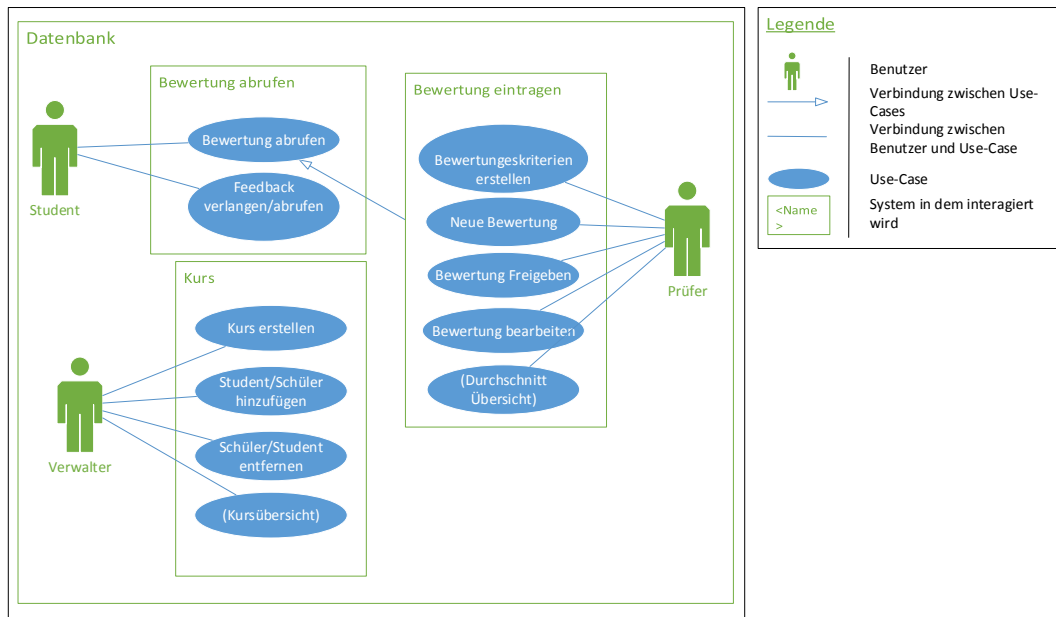 Datenbank
Bewertung abrufen
Bewertung abrufen
Feedback
verlangen/abrufen
Student
Bewertung eintragen
Bewertungeskriterien
erstellen
Neue Bewertung
Bewertung Freigeben
Bewertung bearbeiten
(Durchschnitt
Übersicht)
Prüfer
Kurs
Kurs erstellen
Student/Schüler
hinzufügen
Schüler/Student
entfernen
(Kursübersicht)
Verwalter
Legende
Benutzer
Verbindung zwischen Use-
Cases
Verbindung zwischen
Benutzer und Use-Case
Use-Case
<Name
>
System in dem interagiert
wird